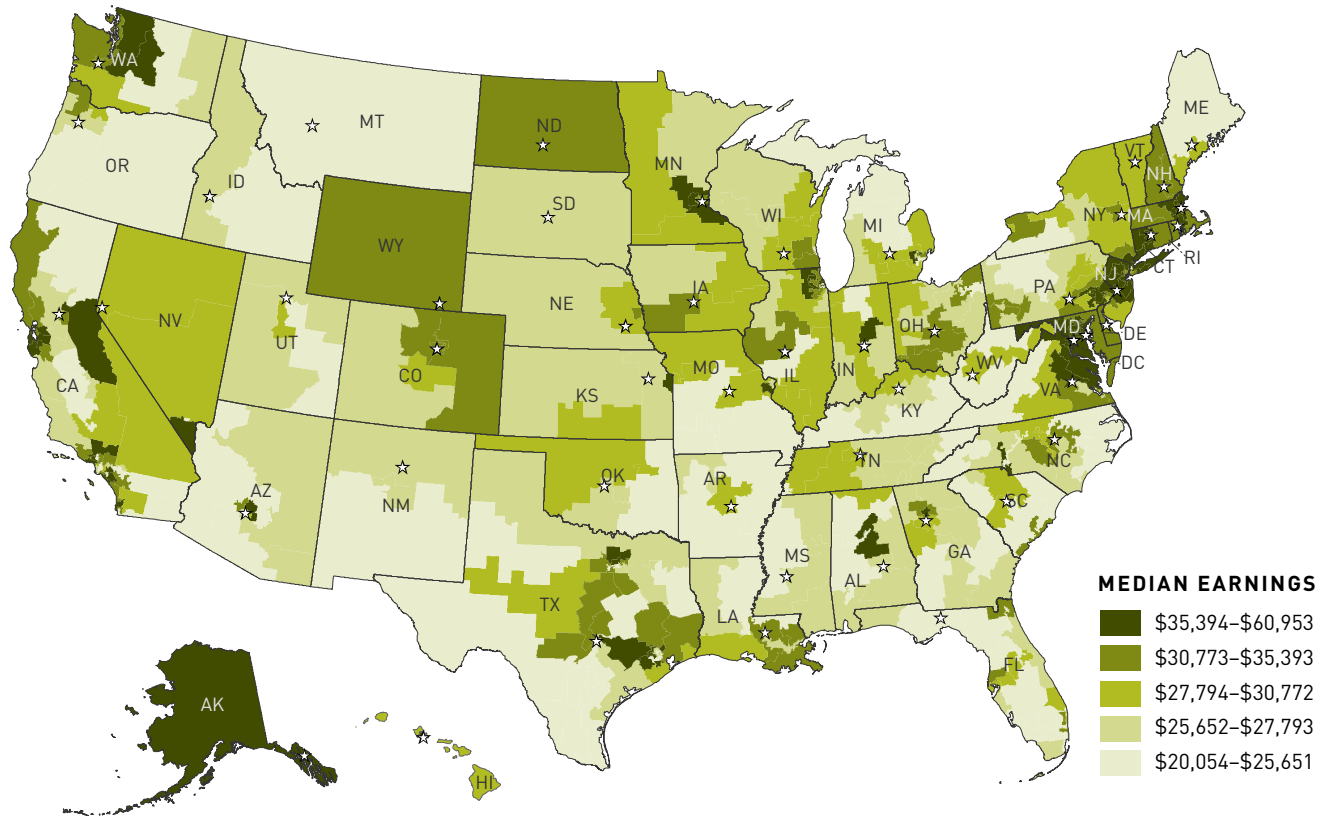 WA
MT
ND
MN
ME
OR
ID
SD
WI
MI
VT
NH
NY
MA
WY
RI
CT
NV
UT
NE
IA
PA
NJ
CO
OH
MD
DE
DC
CA
KS
MO
IL
IN
WV
VA
KY
AZ
NM
OK
AR
TN
NC
SC
MS
AL
GA
TX
LA
FL
AK
HI
MEDIAN EARNINGS
$35,394–$60,953
$30,773–$35,393
$27,794–$30,772
$25,652–$27,793
$20,054–$25,651